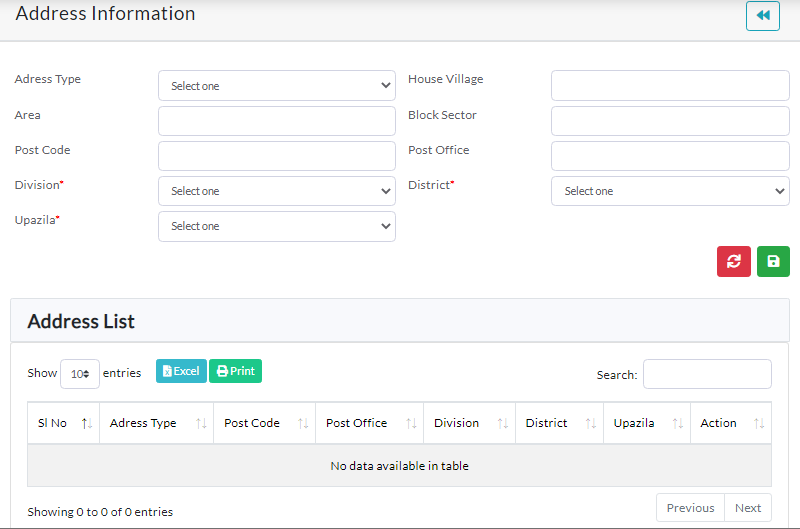 Address Information
Adress Type Select one House Village
Area Block Sector
Post Code Post Office
Division* Select one District* Select one
Upazila* Select one
Address List
Show 10 entries Excel Print Search:
Sl No Adress Type Post Code Post Office Division District Upazila Action
No data available in table
Showing 0 to 0 of 0 entries Previous Next